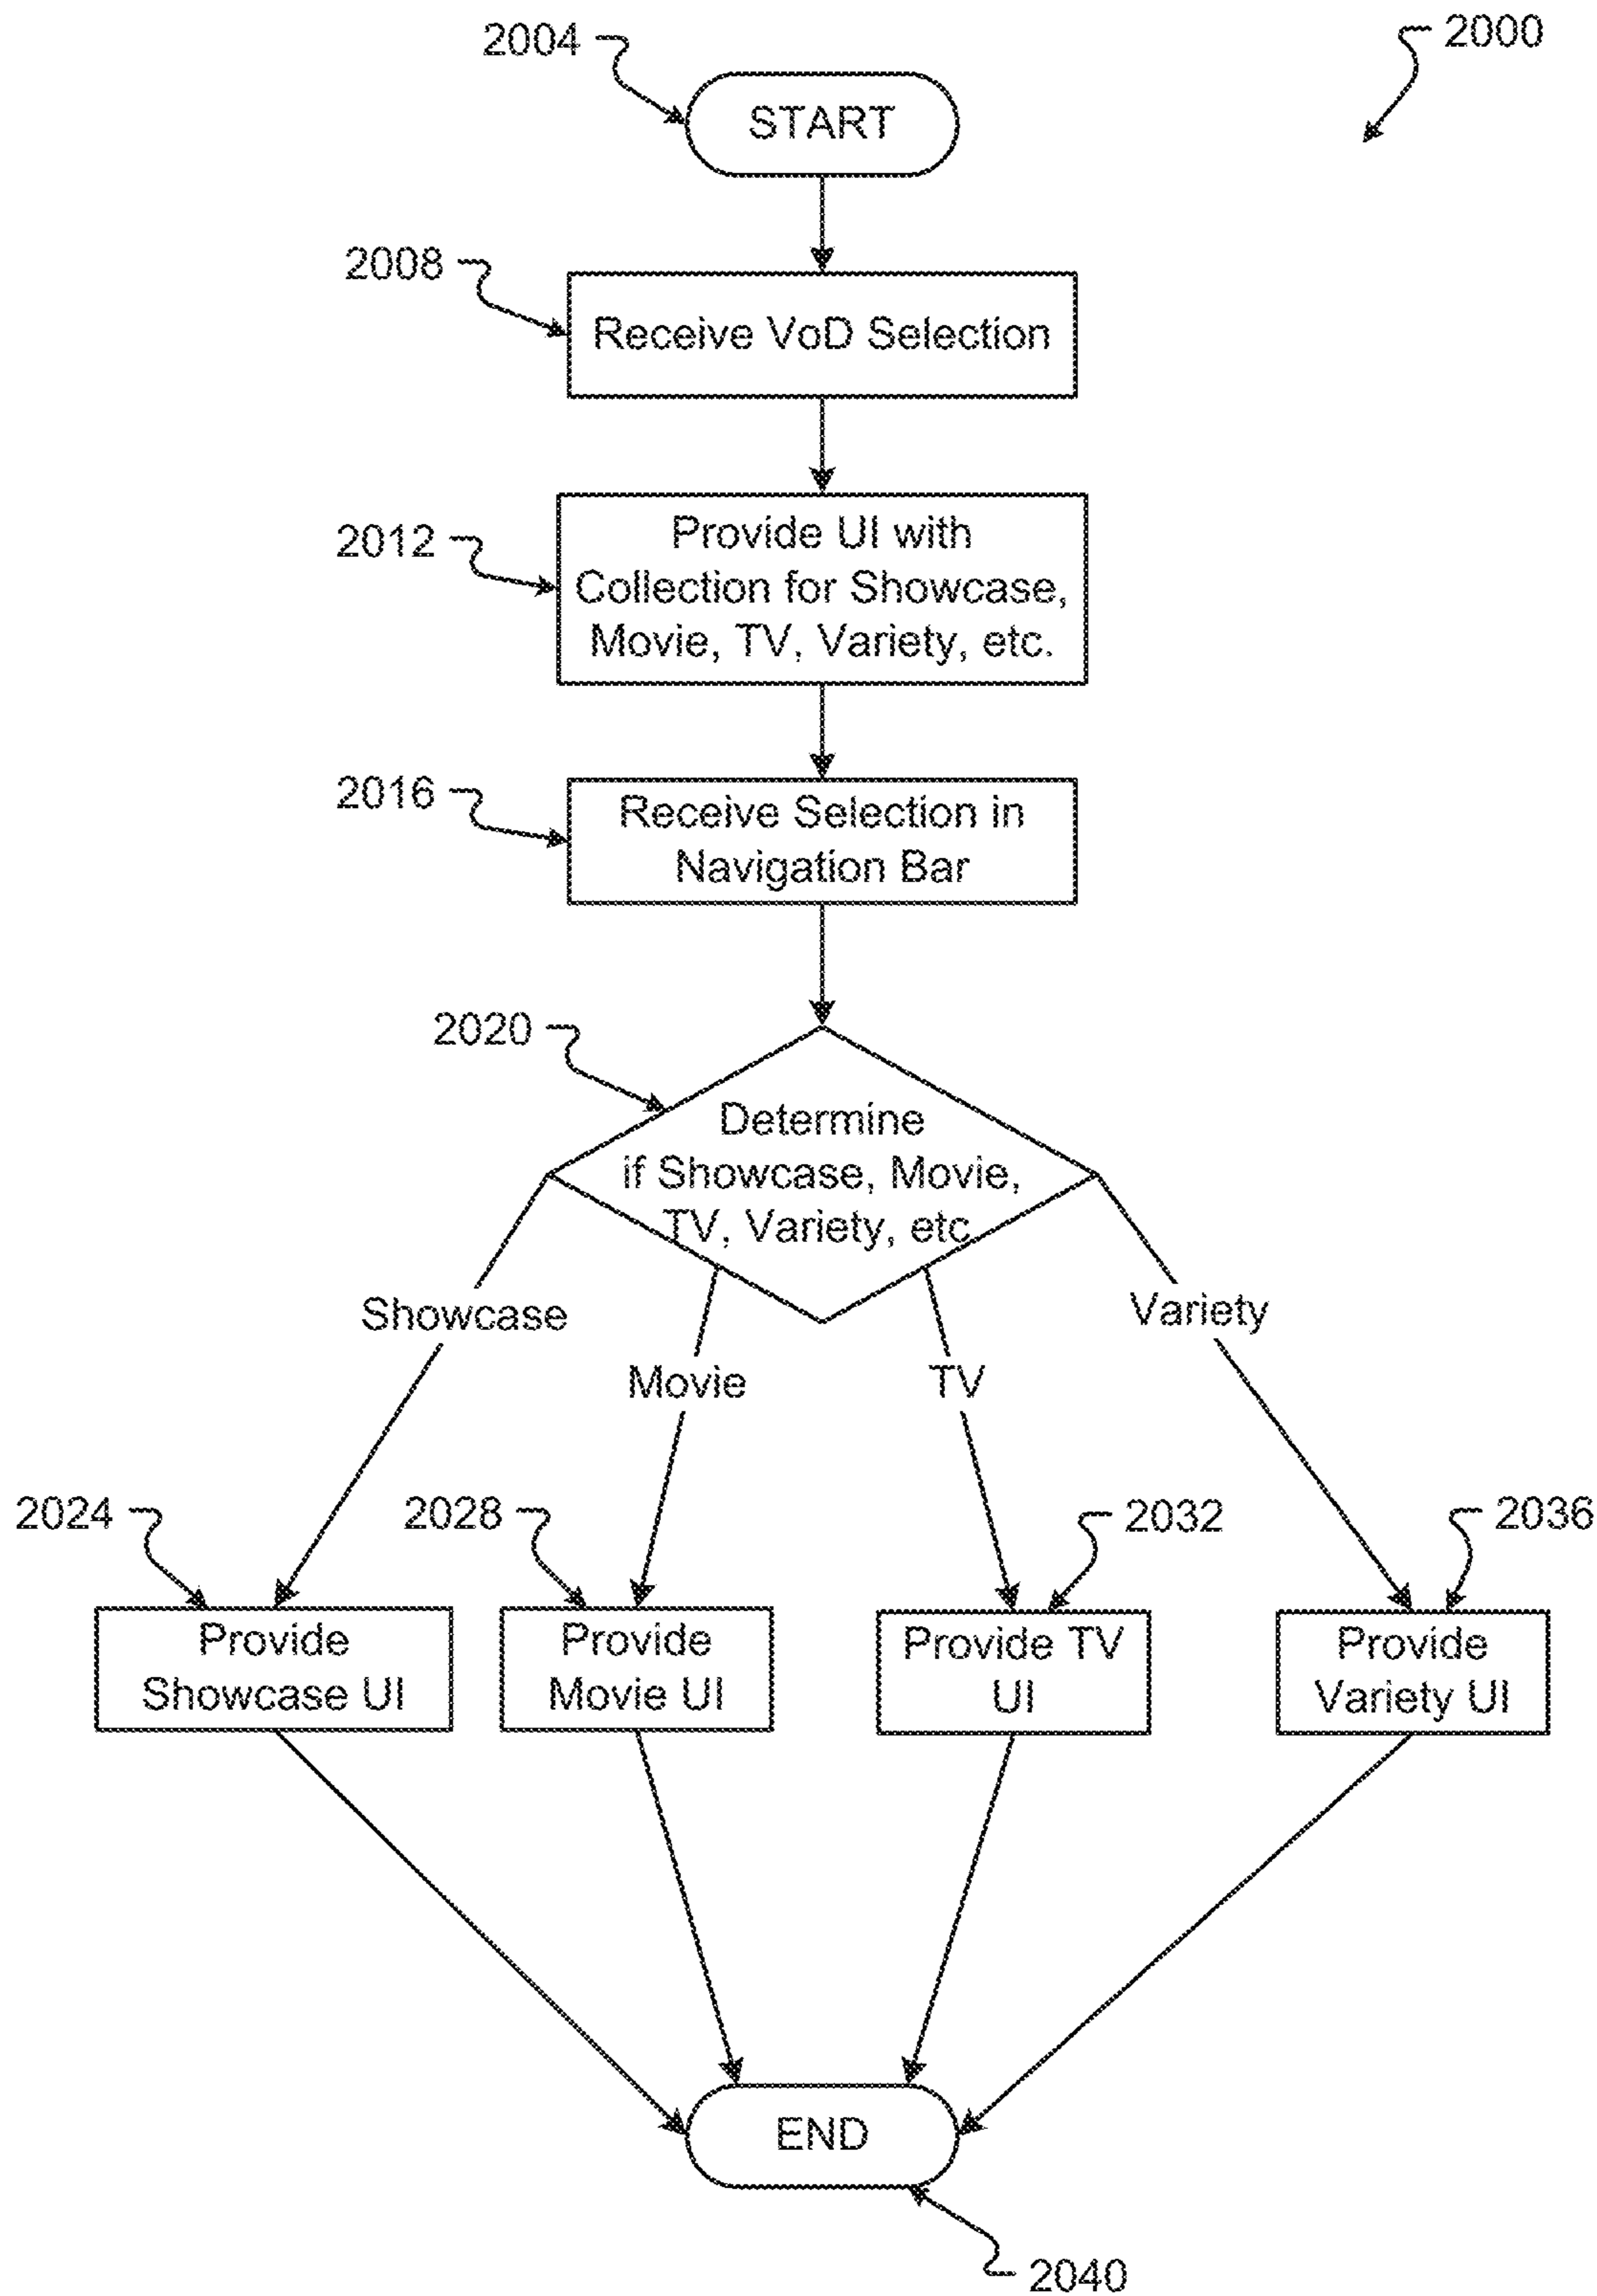 2004
2000
START
2008
Receive VoD Selection
2012
Provide UI with
Collection for Showcase,
Movie, TV, Variety, etc.
2016
Receive Selection in
Navigation Bar
2020
Determine
if Showcase, Movie,
TV, Variety, etc
Showcase
Movie
TV
Variety
2024
2028
2032
2036
Provide
Showcase UI
Provide
Movie UI
Provide TV
UI
Provide
Variety UI
END
2040